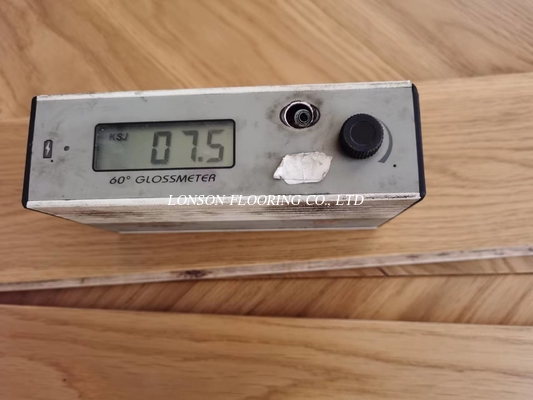 KSJ 07.5
60° GLOSSMETER
LONSON FLOORING CO., LTD